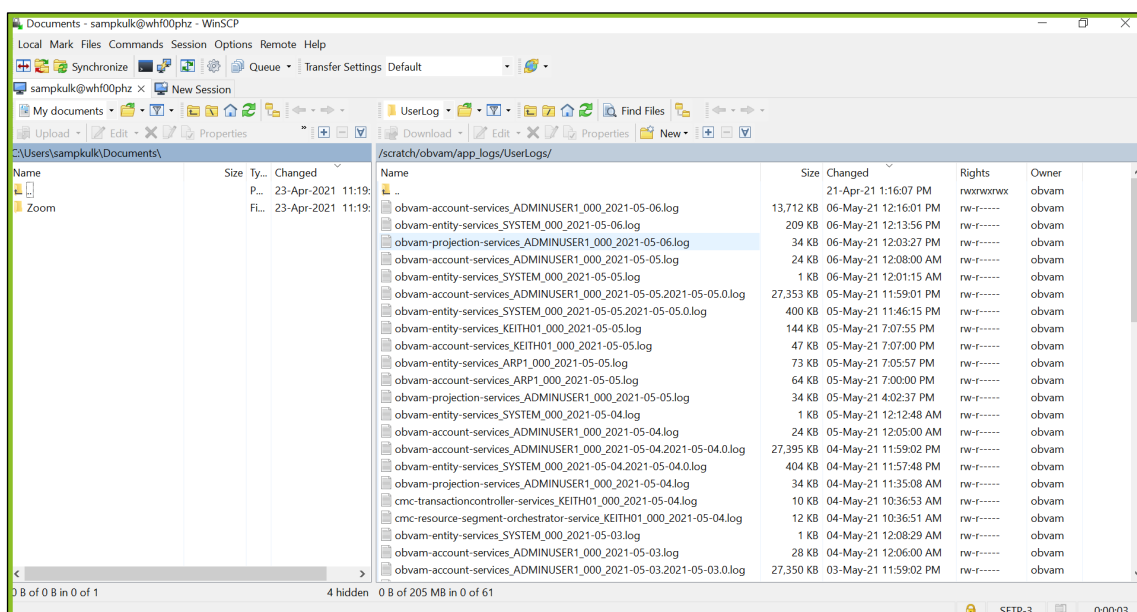 Documents - sampkulk@whf00phz - WinSCP
Local Mark Files Commands Session Options Remote Help
Synchronize Queue Transfer Settings Default
sampkulk@whf00phz × New Session
My documents UserLog Find Files
Upload Edit Properties » Download Edit Properties New
C:\Users\sampkulk\Documents\ /scratch/obvam/app_logs/UserLogs/
Name Size Ty... Changed Name Size Changed Rights Owner
.. P... 23-Apr-2021 11:19: .. 21-Apr-21 1:16:07 PM rwxrwxrwx obvam
Zoom Fi... 23-Apr-2021 11:19: obvam-account-services_ADMINUSER1_000_2021-05-06.log 13,712 KB 06-May-21 12:16:01 PM rw-r----- obvam
obvam-entity-services_SYSTEM_000_2021-05-06.log 209 KB 06-May-21 12:13:56 PM rw-r----- obvam
obvam-projection-services_ADMINUSER1_000_2021-05-06.log 34 KB 06-May-21 12:03:27 PM rw-r----- obvam
obvam-account-services_ADMINUSER1_000_2021-05-05.log 24 KB 06-May-21 12:08:00 AM rw-r----- obvam
obvam-entity-services_SYSTEM_000_2021-05-05.log 1 KB 06-May-21 12:01:15 AM rw-r----- obvam
obvam-account-services_ADMINUSER1_000_2021-05-05.2021-05-05.0.log 27,353 KB 05-May-21 11:59:01 PM rw-r----- obvam
obvam-entity-services_SYSTEM_000_2021-05-05.2021-05-05.0.log 400 KB 05-May-21 11:46:15 PM rw-r----- obvam
obvam-entity-services_KEITH01_000_2021-05-05.log 144 KB 05-May-21 7:07:55 PM rw-r----- obvam
obvam-account-services_KEITH01_000_2021-05-05.log 47 KB 05-May-21 7:07:00 PM rw-r----- obvam
obvam-entity-services_ARP1_000_2021-05-05.log 73 KB 05-May-21 7:05:57 PM rw-r----- obvam
obvam-account-services_ARP1_000_2021-05-05.log 64 KB 05-May-21 7:00:00 PM rw-r----- obvam
obvam-projection-services_ADMINUSER1_000_2021-05-05.log 34 KB 05-May-21 4:02:37 PM rw-r----- obvam
obvam-entity-services_SYSTEM_000_2021-05-04.log 1 KB 05-May-21 12:12:48 AM rw-r----- obvam
obvam-account-services_ADMINUSER1_000_2021-05-04.log 24 KB 05-May-21 12:05:00 AM rw-r----- obvam
obvam-account-services_ADMINUSER1_000_2021-05-04.2021-05-04.0.log 27,395 KB 04-May-21 11:59:02 PM rw-r----- obvam
obvam-entity-services_SYSTEM_000_2021-05-04.2021-05-04.0.log 404 KB 04-May-21 11:57:48 PM rw-r----- obvam
obvam-projection-services_ADMINUSER1_000_2021-05-04.log 34 KB 04-May-21 11:35:08 AM rw-r----- obvam
cmc-transactioncontroller-services_KEITH01_000_2021-05-04.log 10 KB 04-May-21 10:36:53 AM rw-r----- obvam
cmc-resource-segment-orchestrator-service_KEITH01_000_2021-05-04.log 12 KB 04-May-21 10:36:51 AM rw-r----- obvam
obvam-entity-services_SYSTEM_000_2021-05-03.log 1 KB 04-May-21 12:08:29 AM rw-r----- obvam
obvam-account-services_ADMINUSER1_000_2021-05-03.log 28 KB 04-May-21 12:06:00 AM rw-r----- obvam
obvam-account-services_ADMINUSER1_000_2021-05-03.2021-05-03.0.log 27,350 KB 03-May-21 11:59:02 PM rw-r----- obvam
0 B of 0 B in 0 of 1 4 hidden 0 B of 205 MB in 0 of 61
SFTP-3 0:00:03